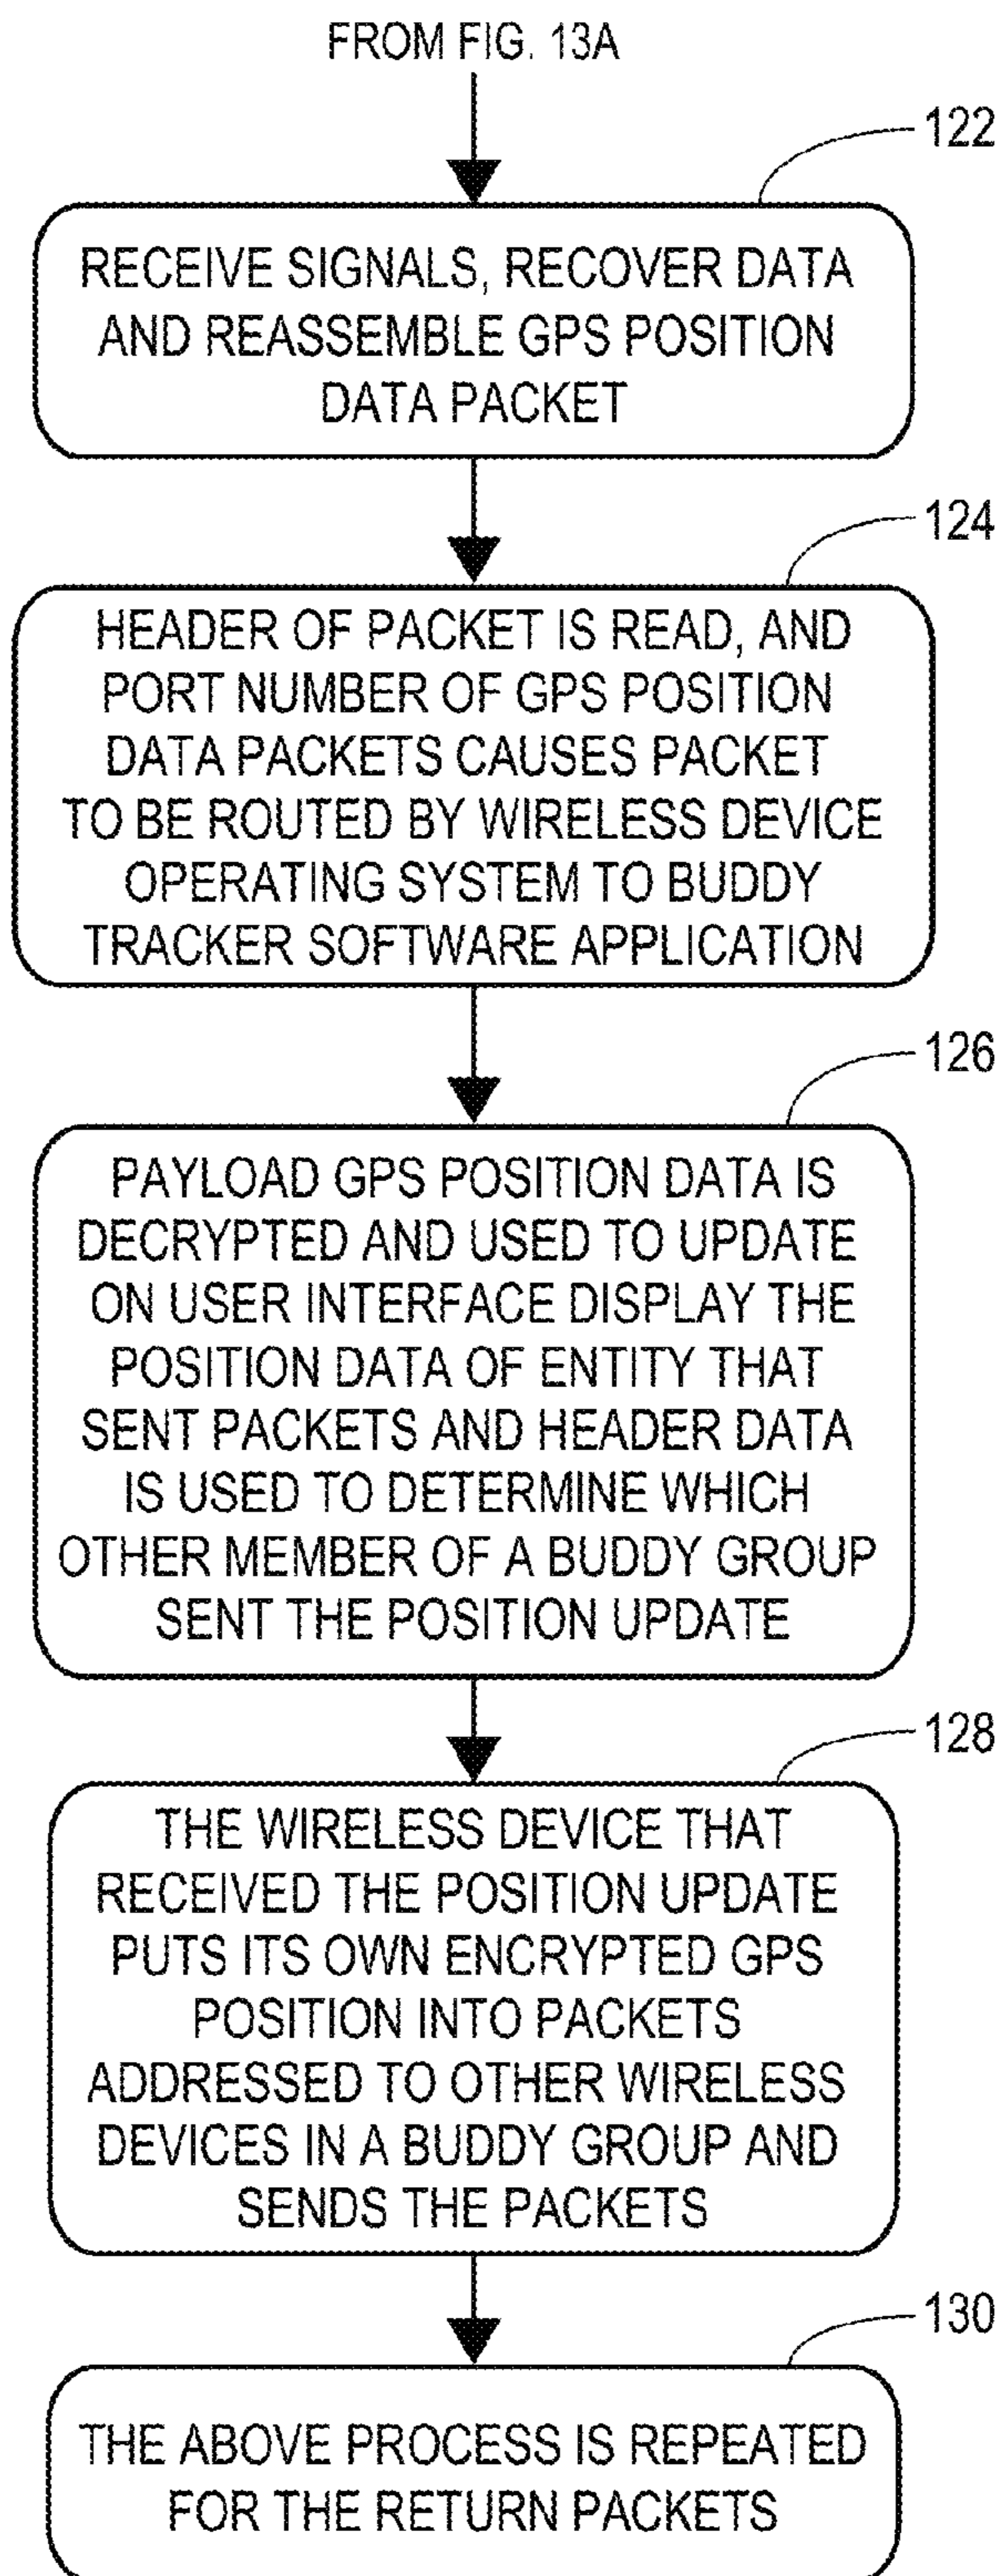 FROM FIG. 13A
122
RECEIVE SIGNALS, RECOVER DATA
AND REASSEMBLE GPS POSITION
DATA PACKET
124
HEADER OF PACKET IS READ, AND
PORT NUMBER OF GPS POSITION
DATA PACKETS CAUSES PACKET
TO BE ROUTED BY WIRELESS DEVICE
OPERATING SYSTEM TO BUDDY
TRACKER SOFTWARE APPLICATION
126
PAYLOAD GPS POSITION DATA IS
DECRYPTED AND USED TO UPDATE
ON USER INTERFACE DISPLAY THE
POSITION DATA OF ENTITY THAT
SENT PACKETS AND HEADER DATA
IS USED TO DETERMINE WHICH
OTHER MEMBER OF A BUDDY GROUP
SENT THE POSITION UPDATE
128
THE WIRELESS DEVICE THAT
RECEIVED THE POSITION UPDATE
PUTS ITS OWN ENCRYPTED GPS
POSITION INTO PACKETS
ADDRESSED TO OTHER WIRELESS
DEVICES IN A BUDDY GROUP AND
SENDS THE PACKETS
130
THE ABOVE PROCESS IS REPEATED
FOR THE RETURN PACKETS